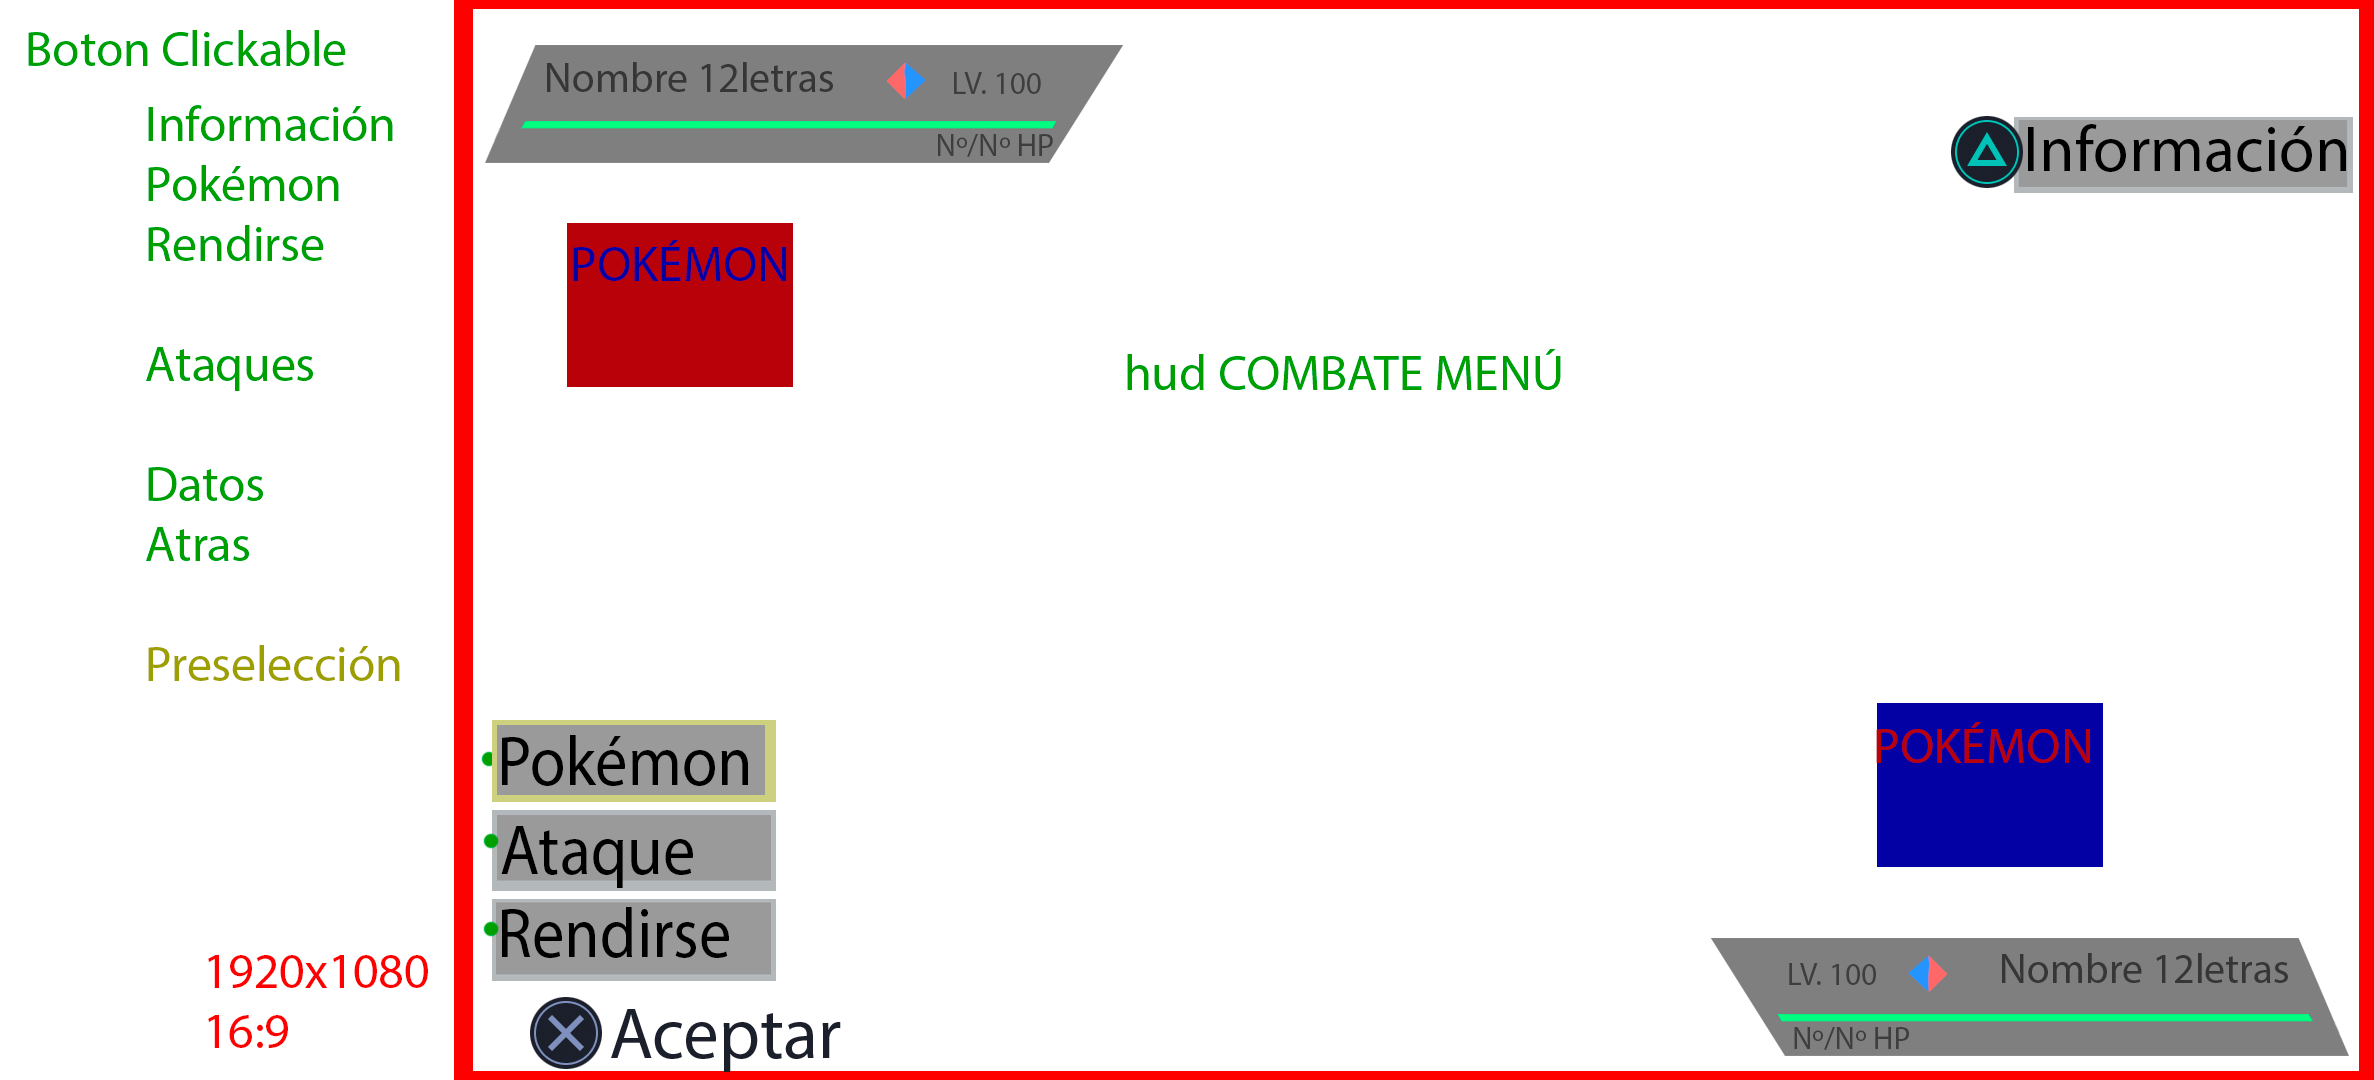 Boton Clickable
Información
Pokémon
Rendirse
Ataques
Datos
Atras
Preselección
1920x1080
16:9
Nombre 12letras
LV. 100
Nº/Nº HP
Información
POKÉMON
hud COMBATE MENÚ
Pokémon
Ataque
Rendirse
Aceptar
POKÉMON
LV. 100
Nombre 12letras
Nº/Nº HP